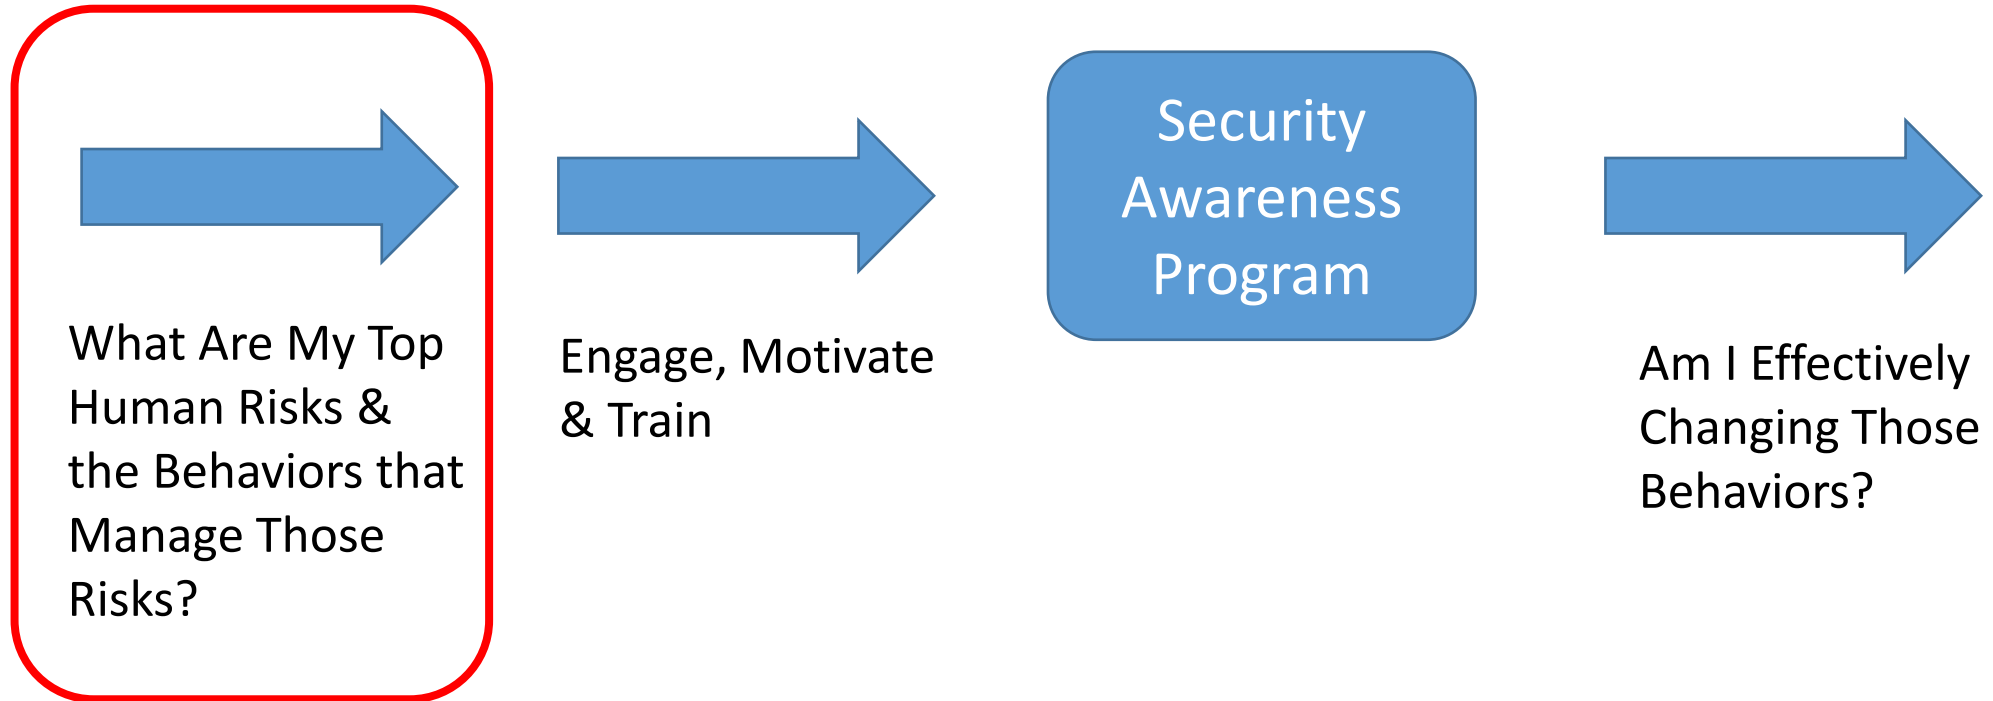 What Are My Top
Human Risks &
the Behaviors that
Manage Those
Risks?
Engage, Motivate
& Train
Security
Awareness
Program
Am I Effectively
Changing Those
Behaviors?